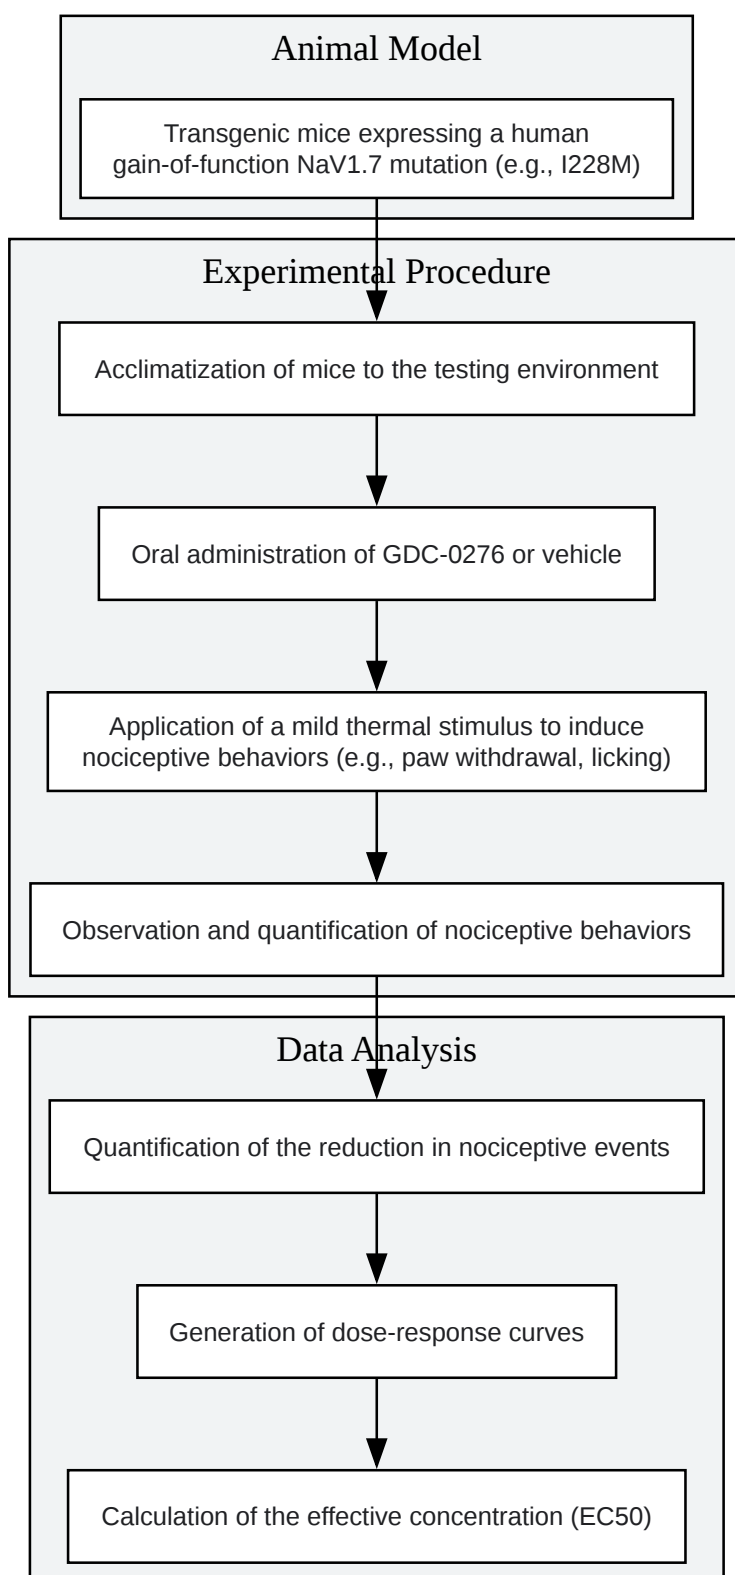 Animal Model
Transgenic mice expressing a human
gain-of-function NaV1.7 mutation (e.g., I228M)
Experimental Procedure
Acclimatization of mice to the testing environment
Oral administration of GDC-0276 or vehicle
Application of a mild thermal stimulus to induce
nociceptive behaviors (e.g., paw withdrawal, licking)
Observation and quantification of nociceptive behaviors
Data Analysis
Quantification of the reduction in nociceptive events
Generation of dose-response curves
Calculation of the effective concentration (EC50)